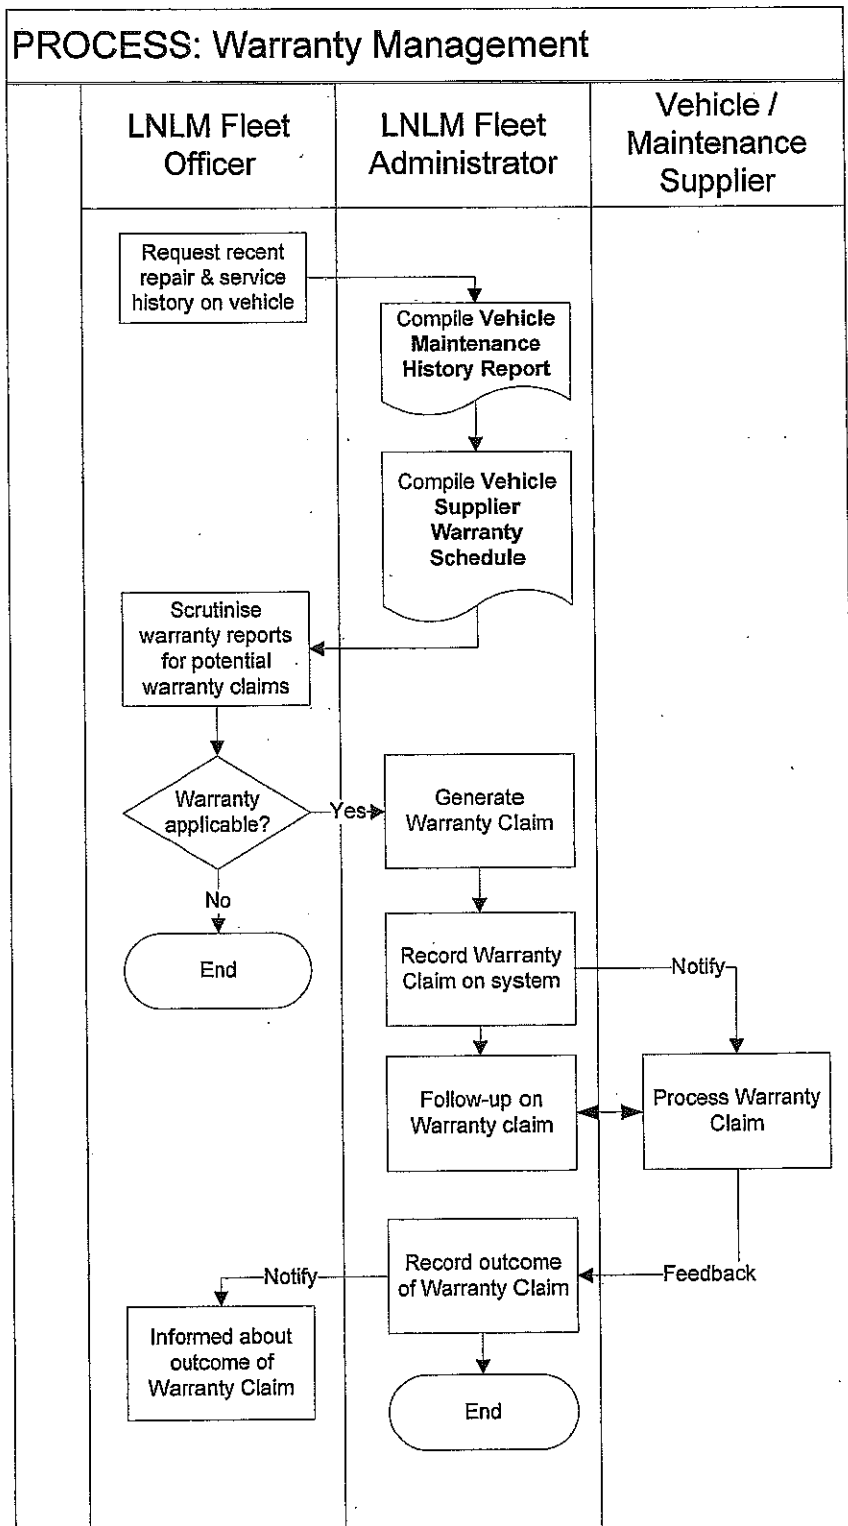 PROCESS: Warranty Management
LNLM Fleet
Officer
LNLM Fleet
Administrator
Vehicle /
Maintenance
Supplier
Request recent
repair & service
history on vehicle
Compile Vehicle
Maintenance
History Report
Compile Vehicle
Supplier
Warranty
Schedule
Scrutinise
warranty reports
for potential
warranty claims
Warranty
applicable?
Yes
Generate
Warranty Claim
No
End
Record Warranty
Claim on system
Notify
Follow-up on
Warranty claim
Process Warranty
Claim
Record outcome
of Warranty Claim
Feedback
Notify
Informed about
outcome of
Warranty Claim
End